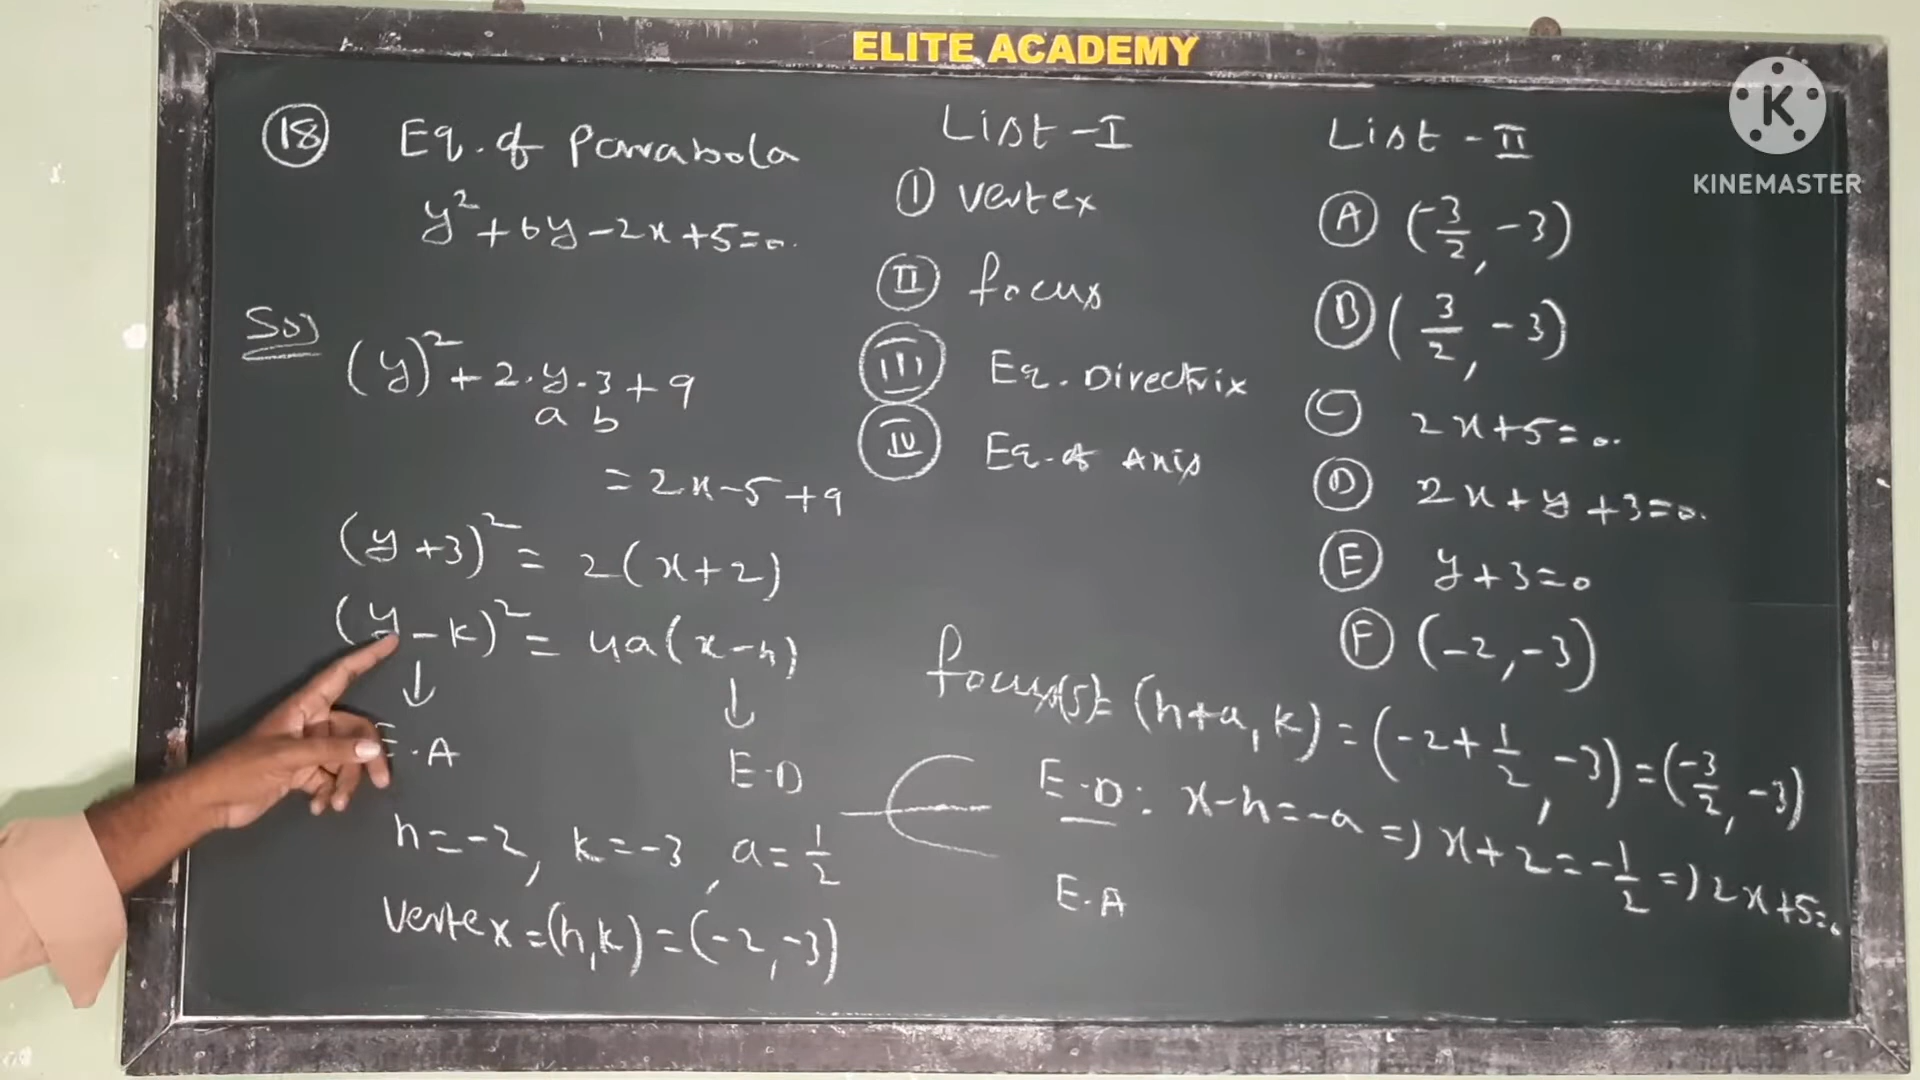 ELITE ACADEMY
KINEMASTER
18 Eq. of Parabola
y²+6y-2x+5=0.
Sol
(y)²+2.y.3+9
a b
=2x-5+9
(y+3)²=2(x+2)
(y-k)²=4a(x-h)
↓ ↓
E.A E.D
h=-2, k=-3, a=1/2
Vertex=(h,k)=(-2,-3)
List-I
I Vertex
II focus
III Eq. Directrix
IV Eq. of Axis
List-II
A (-3/2, -3)
B (3/2, -3)
C 2x+5=0.
D 2x+y+3=0.
E y+3=0
F (-2,-3)
focus(S)=(h+a,k)=(-2+1/2,-3)=(-3/2,-3)
E.D: x-h=-a=)x+2=-1/2=)2x+5=0
E.A